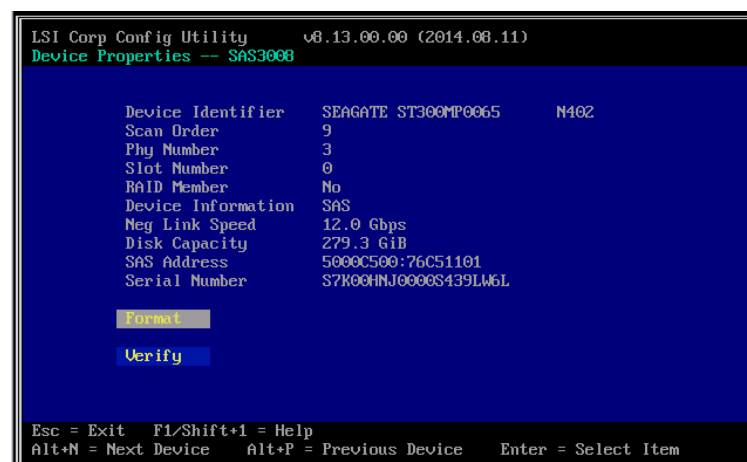 LSI Corp Config Utility v8.13.00.00 (2014.08.11)
Device Properties -- SAS3008
Device Identifier SEAGATE ST300MP0065 N402
Scan Order 9
Phy Number 3
Slot Number 0
RAID Member No
Device Information SAS
Neg Link Speed 12.0 Gbps
Disk Capacity 279.3 GiB
SAS Address 5000C500:76C51101
Serial Number S7K00HNJ0000S439LW6L
Format
Verify
Esc = Exit F1/Shift+1 = Help
Alt+N = Next Device Alt+P = Previous Device Enter = Select Item